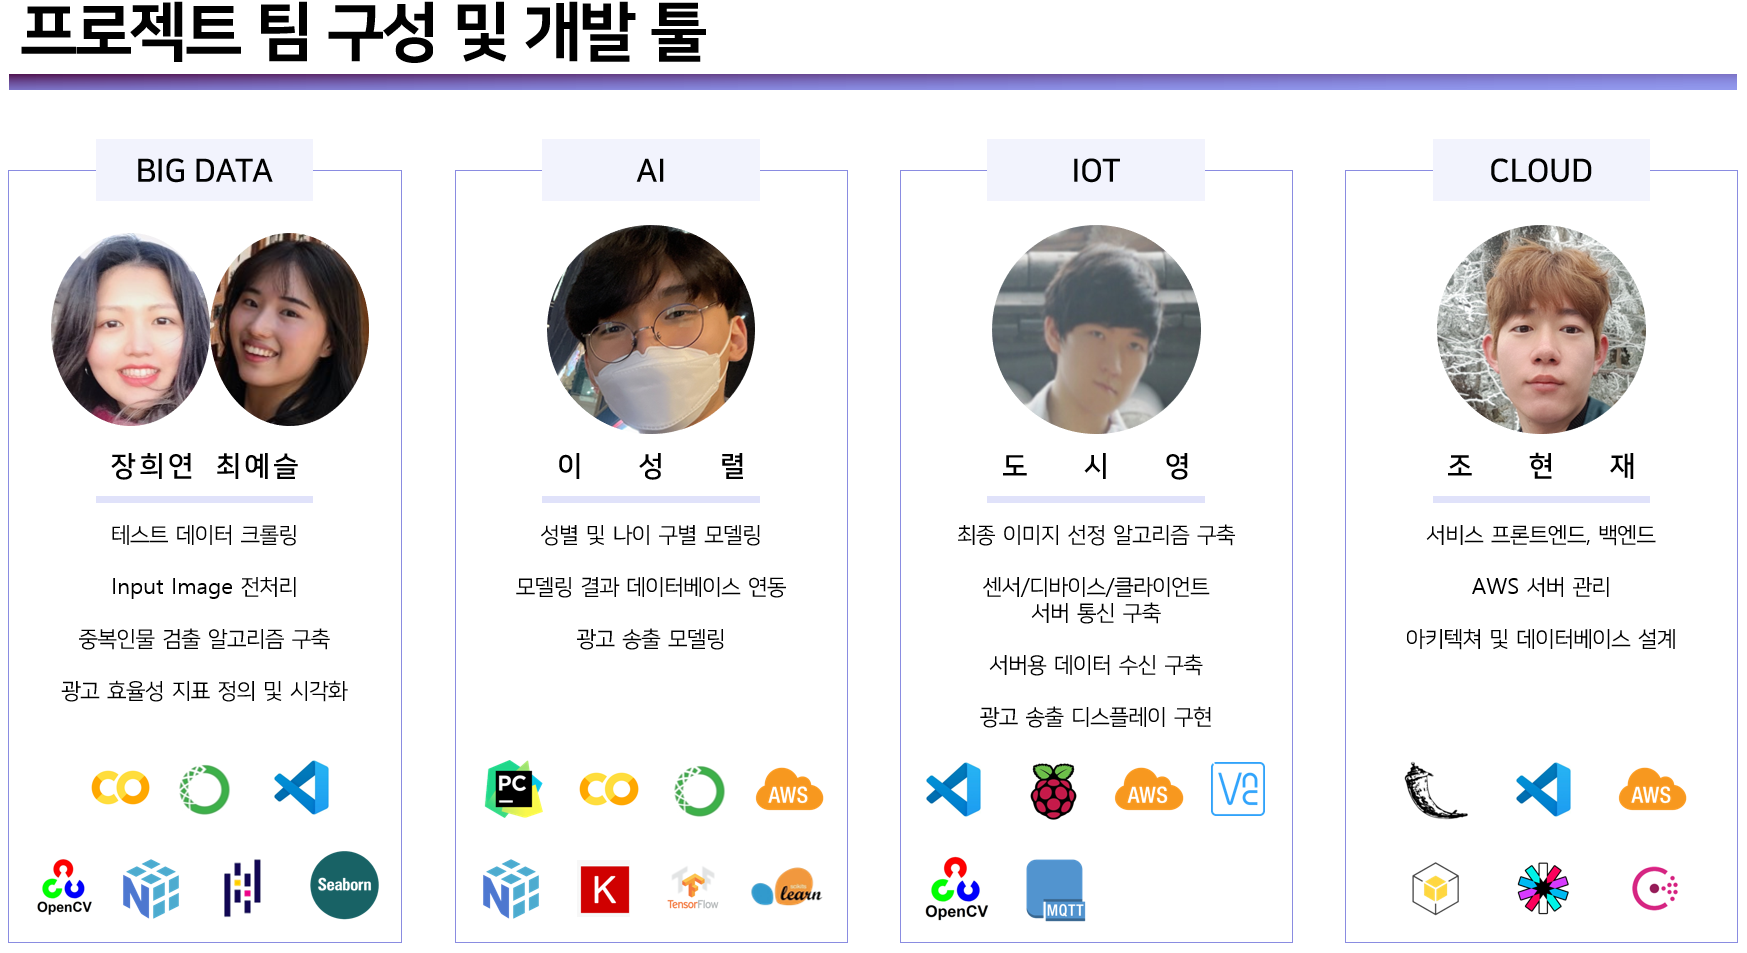 프로젝트 팀 구성 및 개발 툴
BIG DATA
장희연 최예슬
테스트 데이터 크롤링
Input Image 전처리
중복인물 검출 알고리즘 구축
광고 효율성 지표 정의 및 시각화
OpenCV
N
Seaborn
AI
이 성 렬
성별 및 나이 구별 모델링
모델링 결과 데이터베이스 연동
광고 송출 모델링
PC
AWS
N
K
TensorFlow
learn
IOT
도 시 영
최종 이미지 선정 알고리즘 구축
센서/디바이스/클라이언트
서버 통신 구축
서버용 데이터 수신 구축
광고 송출 디스플레이 구현
AWS
Vnc
OpenCV
MQTT
CLOUD
조 현 재
서비스 프론트엔드, 백엔드
AWS 서버 관리
아키텍쳐 및 데이터베이스 설계
AWS